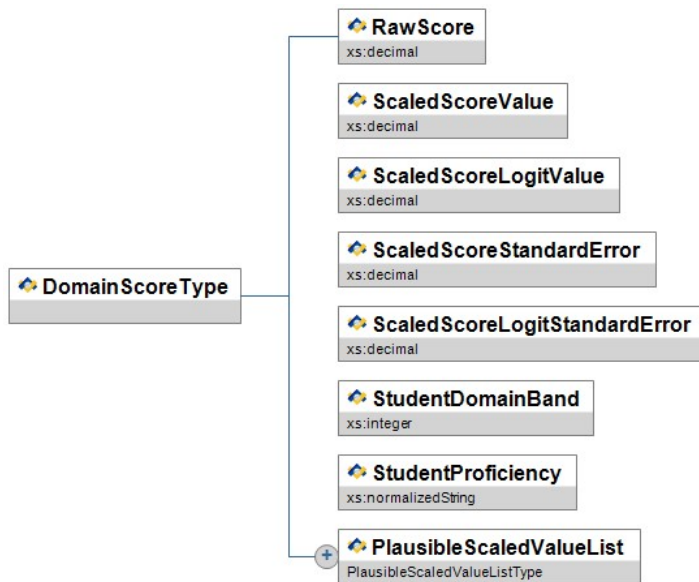 RawScore
xs:decimal
ScaledScoreValue
xs:decimal
ScaledScoreLogitValue
xs:decimal
ScaledScoreStandardError
xs:decimal
DomainScoreType
ScaledScoreLogitStandardError
xs:decimal
StudentDomainBand
xs:integer
StudentProficiency
xs:normalizedString
PlausibleScaledValueList
PlausibleScaledValueListType